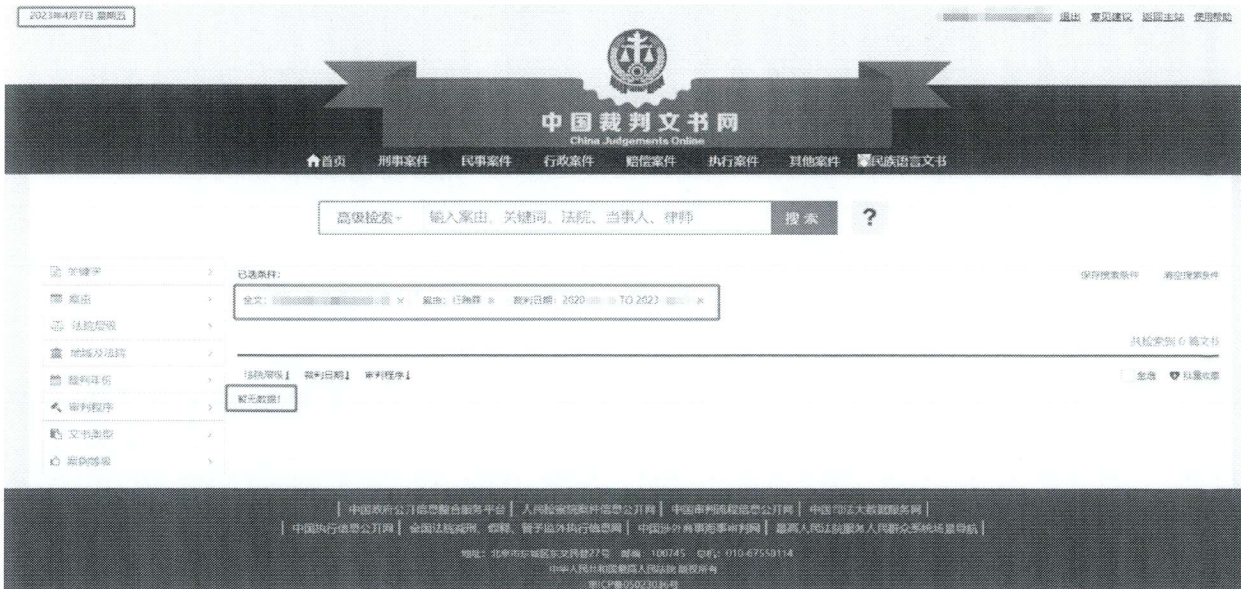 2023年4月7日 星期五
退出 意见建议 返回主站 使用帮助
中国裁判文书网
China Judgements Online
首页 刑事案件 民事案件 行政案件 赔偿案件 执行案件 其他案件 民族语言文书
高级检索 输入案由、关键词、法院、当事人、律师 搜索 ?
关键字
案由
法院层级
地域及法院
裁判年份
审判程序
文书类型
案例等级
已选条件:
保存搜索条件 清空搜索条件
全文: × 案由: 行贿罪 × 裁判日期: 2020 TO 2023 ×
共检索到 0 篇文书
法院层级↓ 裁判日期↓ 审判程序↓
全选 批量收藏
暂无数据!
中国政府公开信息整合服务平台 | 人民检察院案件信息公开网 | 中国审判流程信息公开网 | 中国司法大数据服务网 |
中国执行信息公开网 | 全国法院减刑、假释、暂予监外执行信息网 | 中国涉外商事海事审判网 | 最高人民法院服务人民群众系统场景导航 |
地址: 北京市东城区东交民巷27号 邮编: 100745 总机: 010-67550114
中华人民共和国最高人民法院 版权所有
京ICP备05023036号